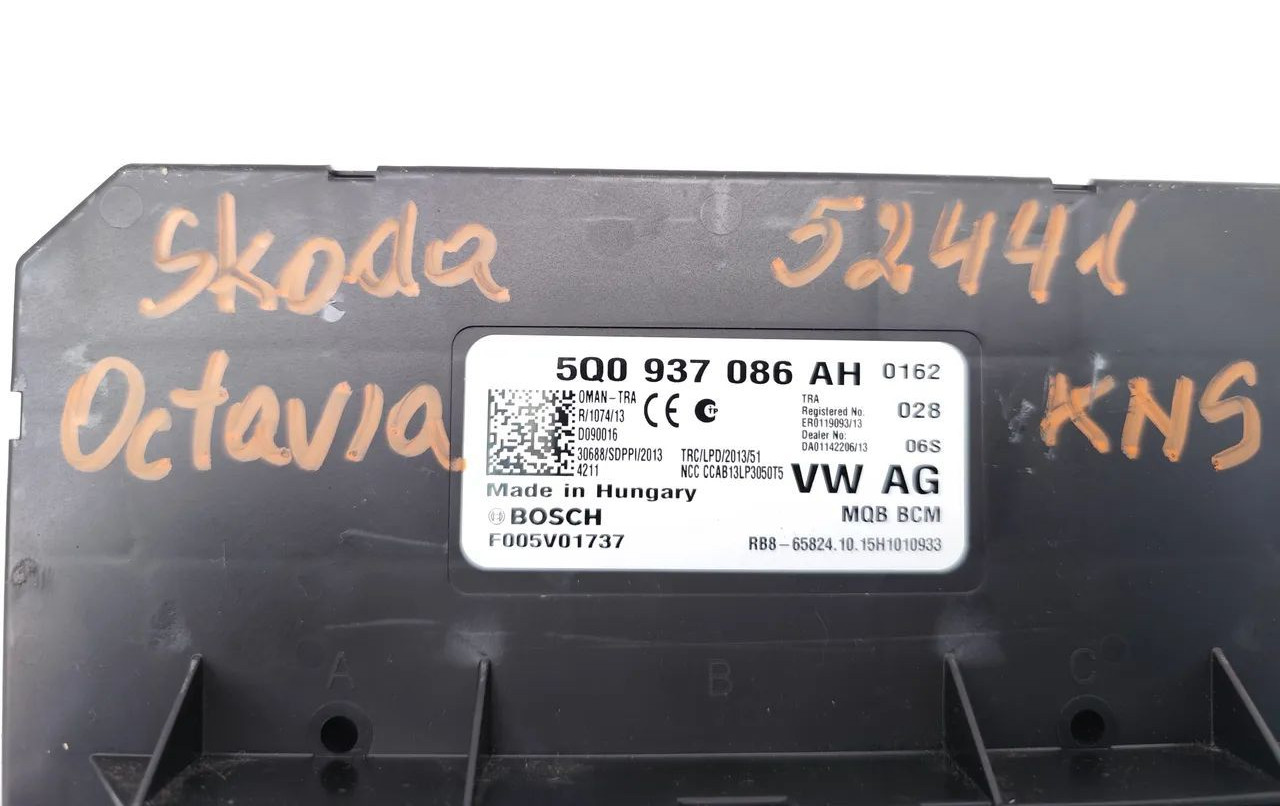 Skoda 52441
Octavia KNS
5Q0 937 086 AH 0162
OMAN-TRA
R/1074/13
D090016
30688/SDPPI/2013
4211
TRC/LPD/2013/51
NCC CCAB13LP3050T5
TRA
Registered No:
ER0119093/13
Dealer No:
DA01142206/13
028
06S
Made in Hungary
VW AG
BOSCH
MQB BCM
F005V01737
RB8-65824.10.15H1010933
A B C